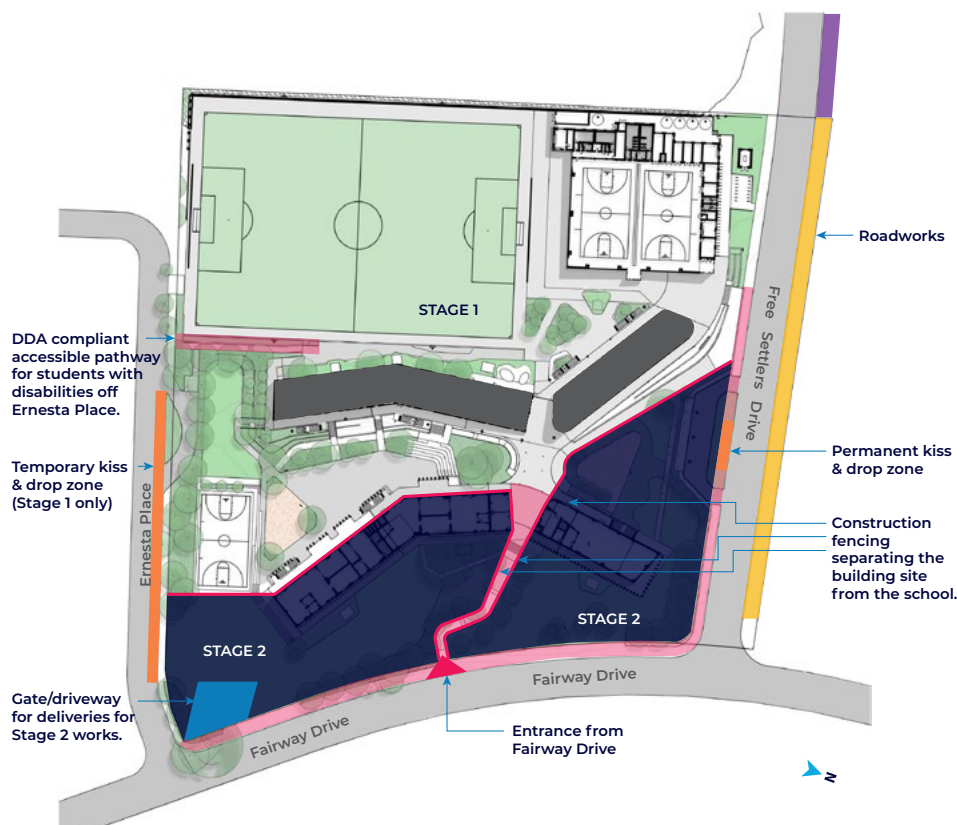 Roadworks
STAGE 1
Free Settlers Drive
DDA compliant
accessible pathway
for students with
disabilities off
Ernesta Place.
Temporary kiss
& drop zone
(Stage 1 only)
Ernesta Place
Permanent kiss
& drop zone
Construction
fencing
separating the
building site
from the school.
STAGE 2
STAGE 2
Gate/driveway
for deliveries for
Stage 2 works.
Fairway Drive
Fairway Drive
Entrance from
Fairway Drive
N